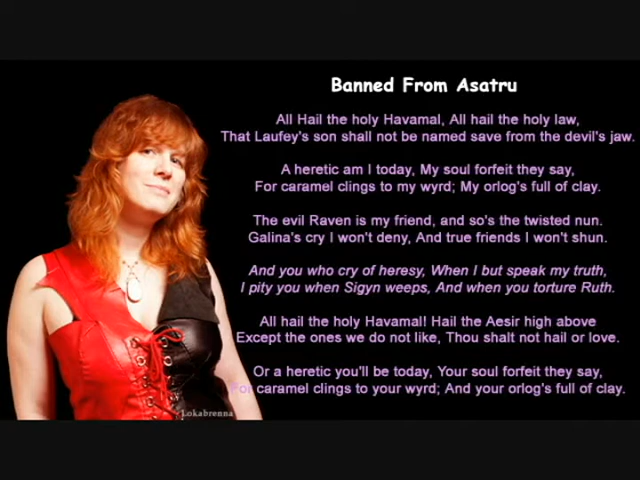 Banned From Asatru
All Hail the holy Havamal, All hail the holy law,
That Laufey's son shall not be named save from the devil's jaw.
A heretic am I today, My soul forfeit they say,
For caramel clings to my wyrd; My orlog's full of clay.
The evil Raven is my friend, and so's the twisted nun.
Galina's cry I won't deny, And true friends I won't shun.
And you who cry of heresy, When I but speak my truth,
I pity you when Sigyn weeps, And when you torture Ruth.
All hail the holy Havamal! Hail the Aesir high above
Except the ones we do not like, Thou shalt not hail or love.
Or a heretic you'll be today, Your soul forfeit they say,
For caramel clings to your wyrd; And your orlog's full of clay.
Lokabrenna